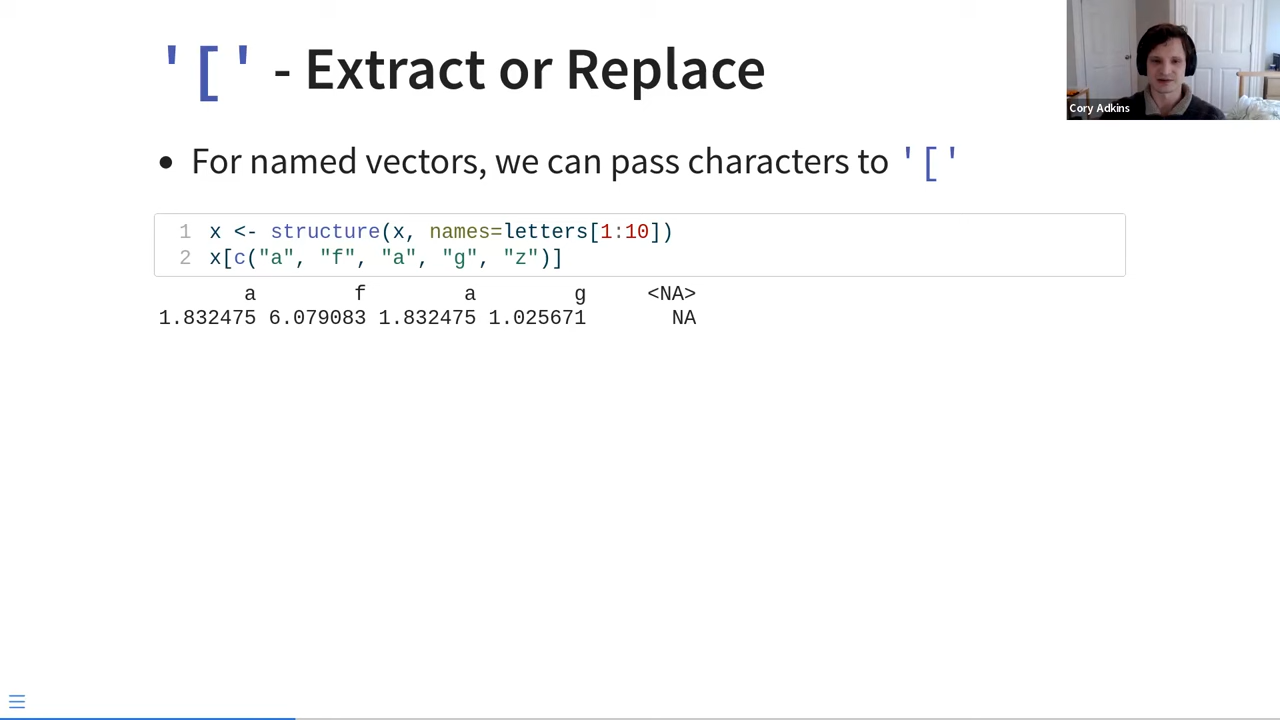 '[' - Extract or Replace
Cory Adkins
• For named vectors, we can pass characters to '['
1 x <- structure(x, names=letters[1:10])
2 x[c("a", "f", "a", "g", "z")]
a f a g <NA>
1.832475 6.079083 1.832475 1.025671 NA